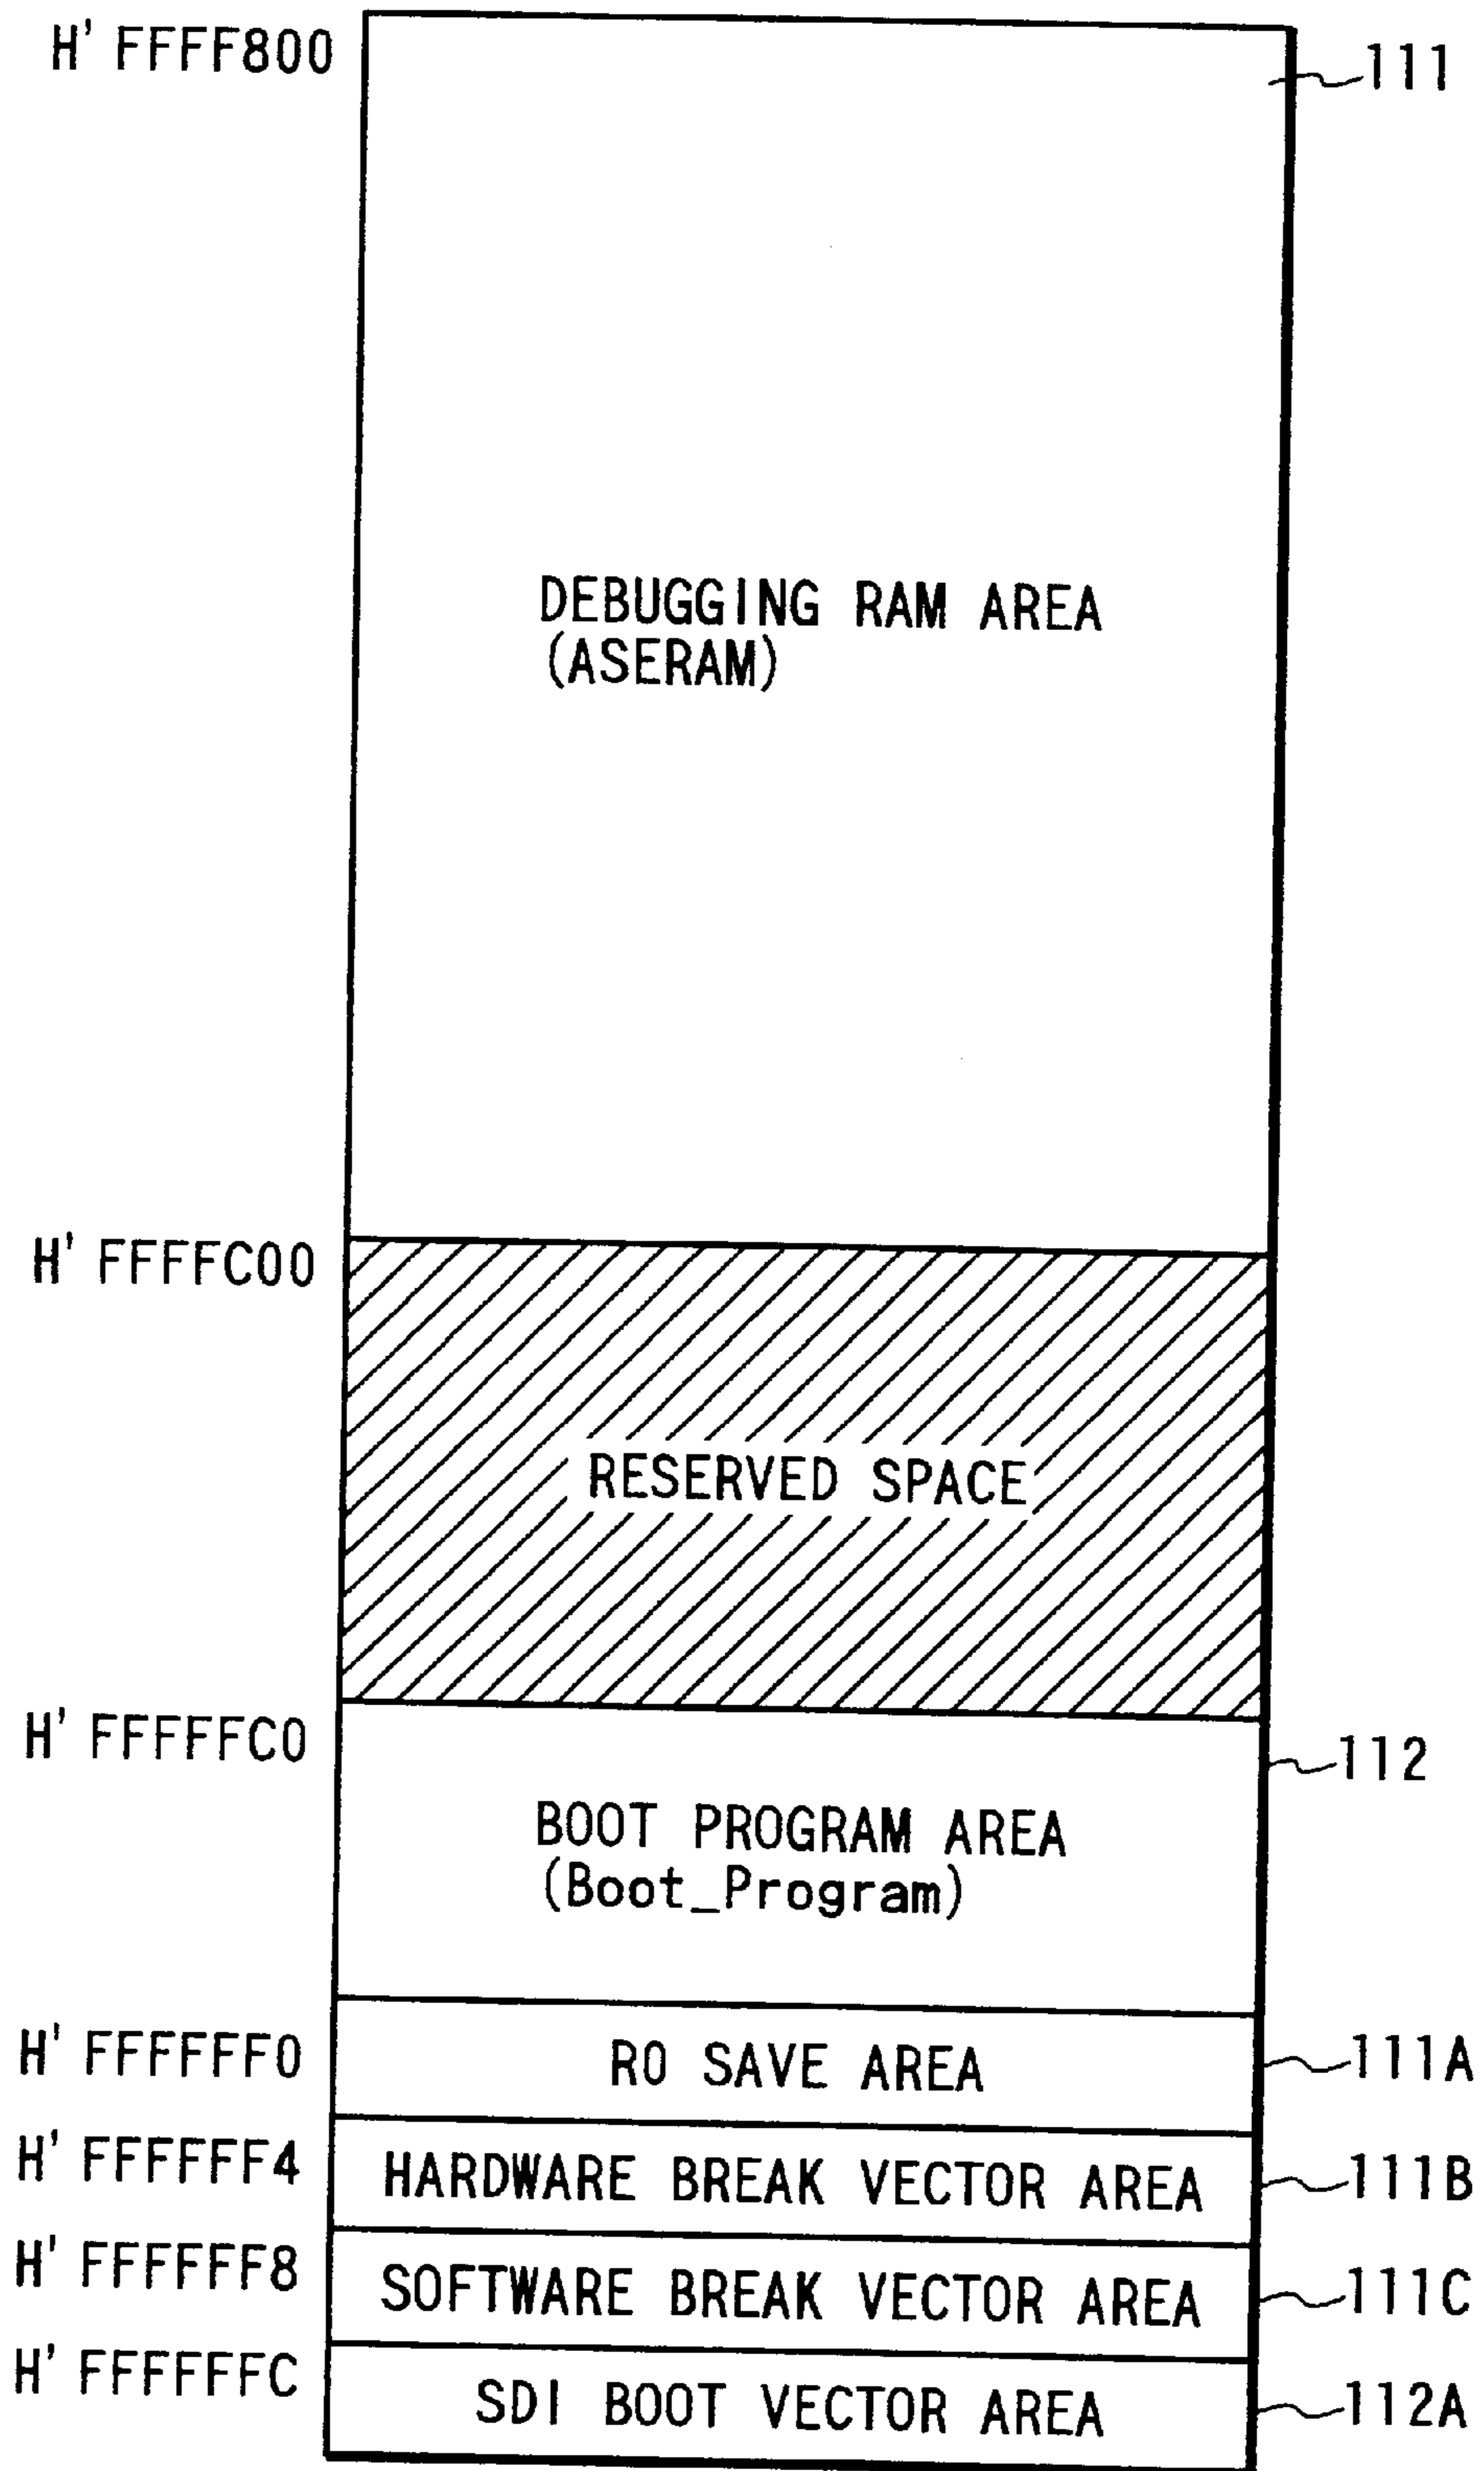 H' FFFF800
111
DEBUGGING RAM AREA
(ASERAM)
H' FFFFC00
RESERVED SPACE
H' FFFFFC0
112
BOOT PROGRAM AREA
(Boot_Program)
H' FFFFFF0
R0 SAVE AREA
111A
H' FFFFFF4
HARDWARE BREAK VECTOR AREA
111B
H' FFFFFF8
SOFTWARE BREAK VECTOR AREA
111C
H' FFFFFFC
SDI BOOT VECTOR AREA
112A